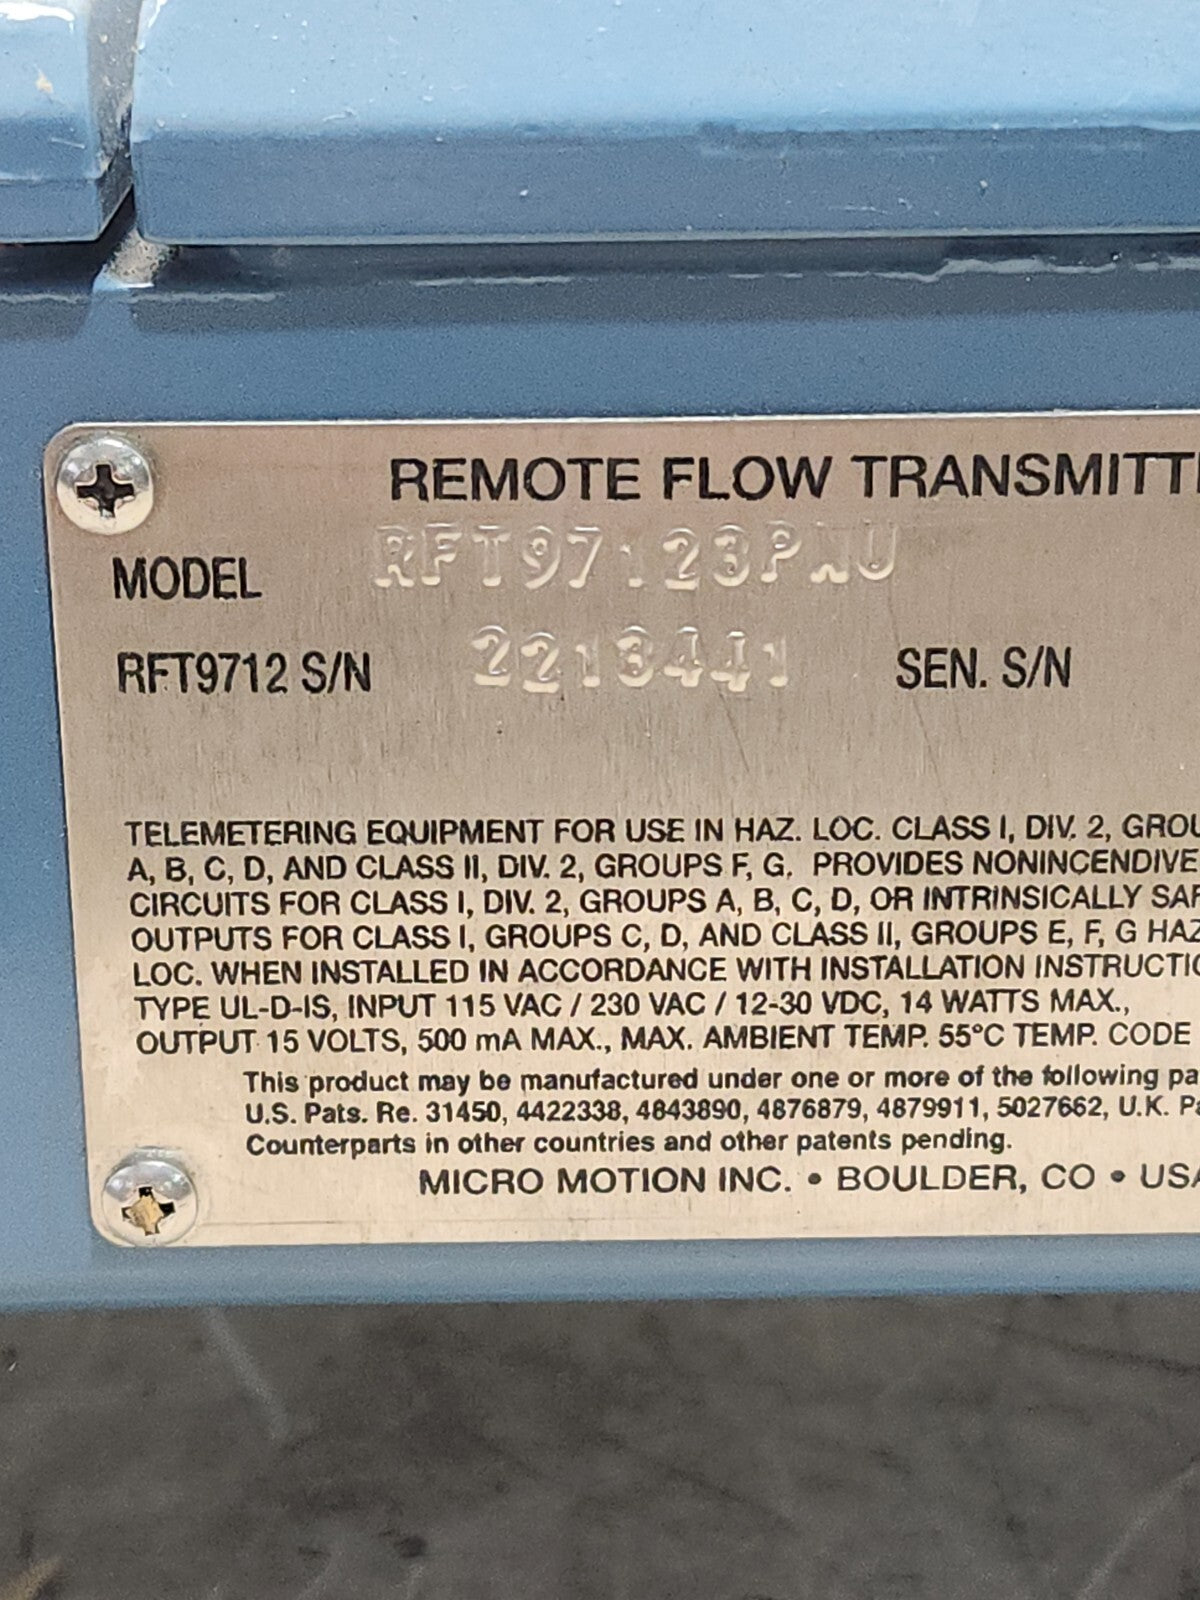 REMOTE FLOW TRANSMITT
MODEL RFT97123PNU
RFT9712 S/N 2213441 SEN. S/N
TELEMETERING EQUIPMENT FOR USE IN HAZ. LOC. CLASS I, DIV. 2, GROU
A, B, C, D, AND CLASS II, DIV. 2, GROUPS F, G. PROVIDES NONINCENDIVE
CIRCUITS FOR CLASS I, DIV. 2, GROUPS A, B, C, D, OR INTRINSICALLY SAF
OUTPUTS FOR CLASS I, GROUPS C, D, AND CLASS II, GROUPS E, F, G HAZ
LOC. WHEN INSTALLED IN ACCORDANCE WITH INSTALLATION INSTRUCTIO
TYPE UL-D-IS, INPUT 115 VAC / 230 VAC / 12-30 VDC, 14 WATTS MAX.,
OUTPUT 15 VOLTS, 500 mA MAX., MAX. AMBIENT TEMP. 55°C TEMP. CODE
This product may be manufactured under one or more of the following pa
U.S. Pats. Re. 31450, 4422338, 4843890, 4876879, 4879911, 5027662, U.K. Pa
Counterparts in other countries and other patents pending.
MICRO MOTION INC. • BOULDER, CO • USA